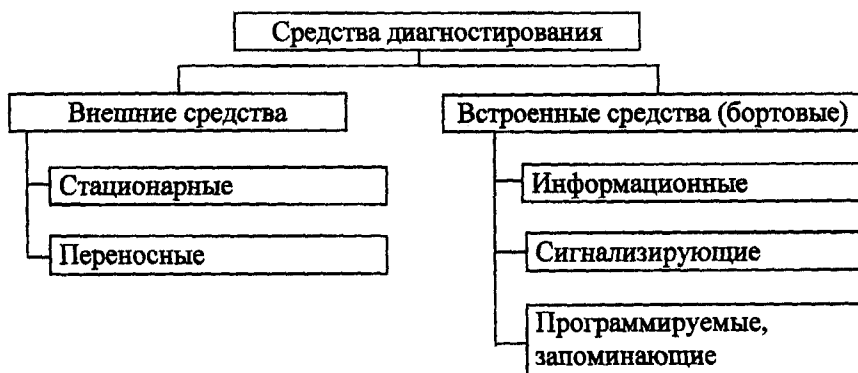 Средства диагностирования
Внешние средства
Встроенные средства (бортовые)
Стационарные
Переносные
Информационные
Сигнализирующие
Программируемые,
запоминающие